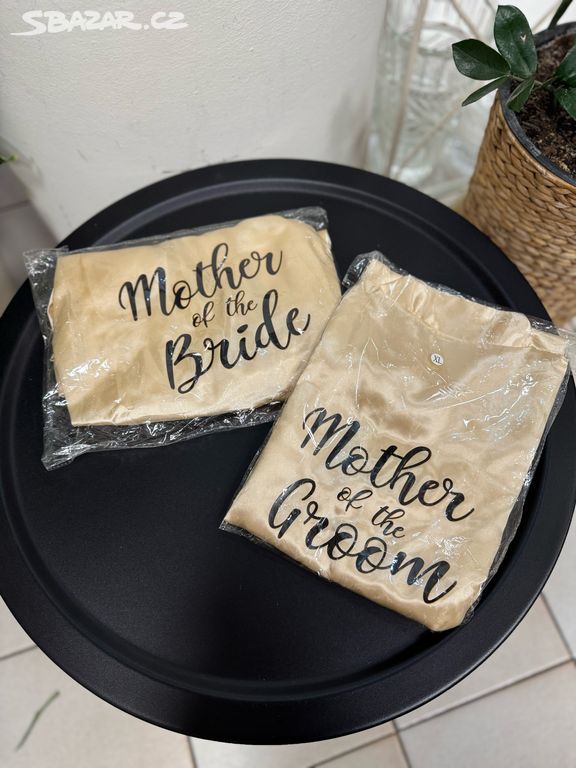 SBAZAR.CZ
Mother
of the
Bride
XL
Mother
of the
Groom